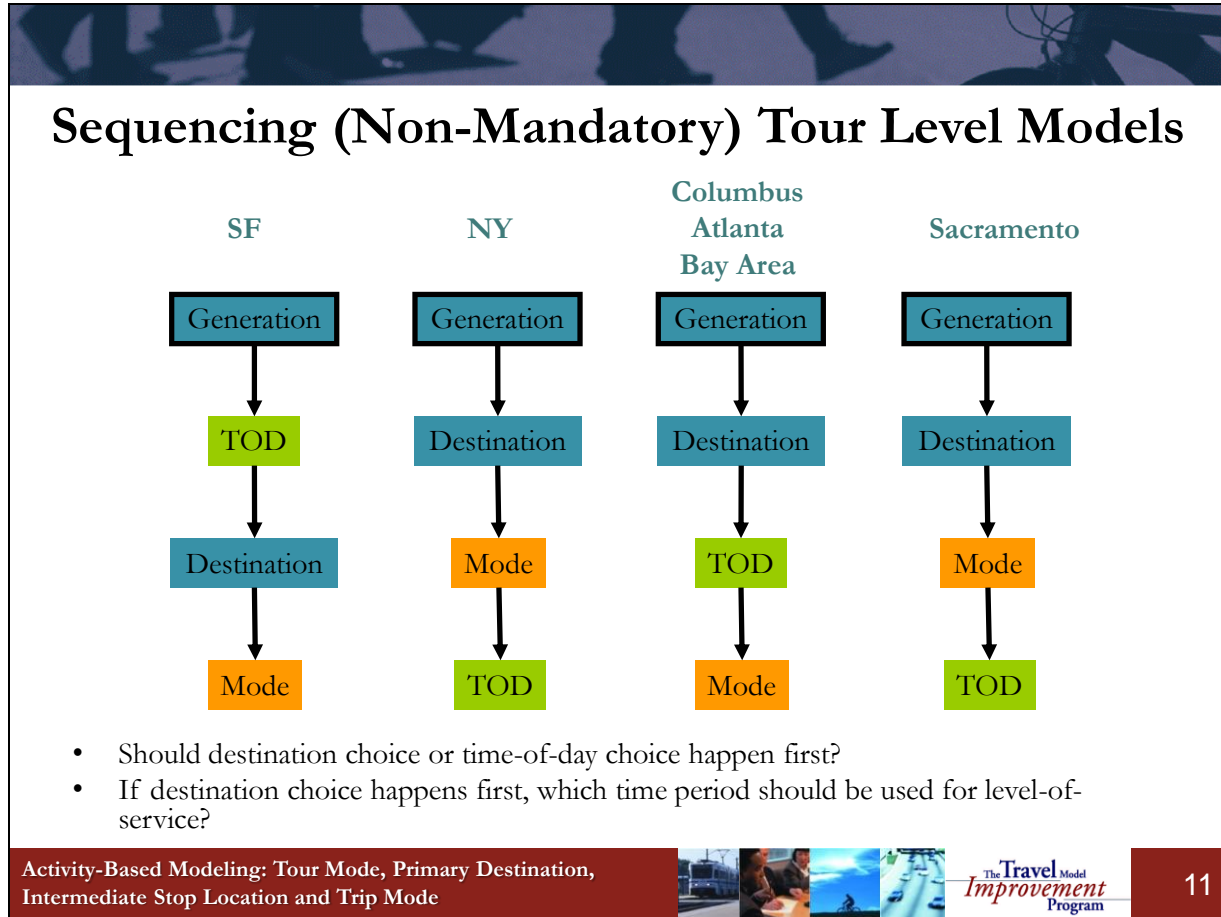 Sequencing (Non-Mandatory) Tour Level Models
SF
NY
Columbus
Atlanta
Bay Area
Sacramento
Generation
Generation
Generation
Generation
TOD
Destination
Destination
Destination
Destination
Mode
TOD
Mode
Mode
TOD
Mode
TOD
• Should destination choice or time-of-day choice happen first?
• If destination choice happens first, which time period should be used for level-of-
service?
Activity-Based Modeling: Tour Mode, Primary Destination,
Intermediate Stop Location and Trip Mode
The Travel Model
Improvement
Program
11